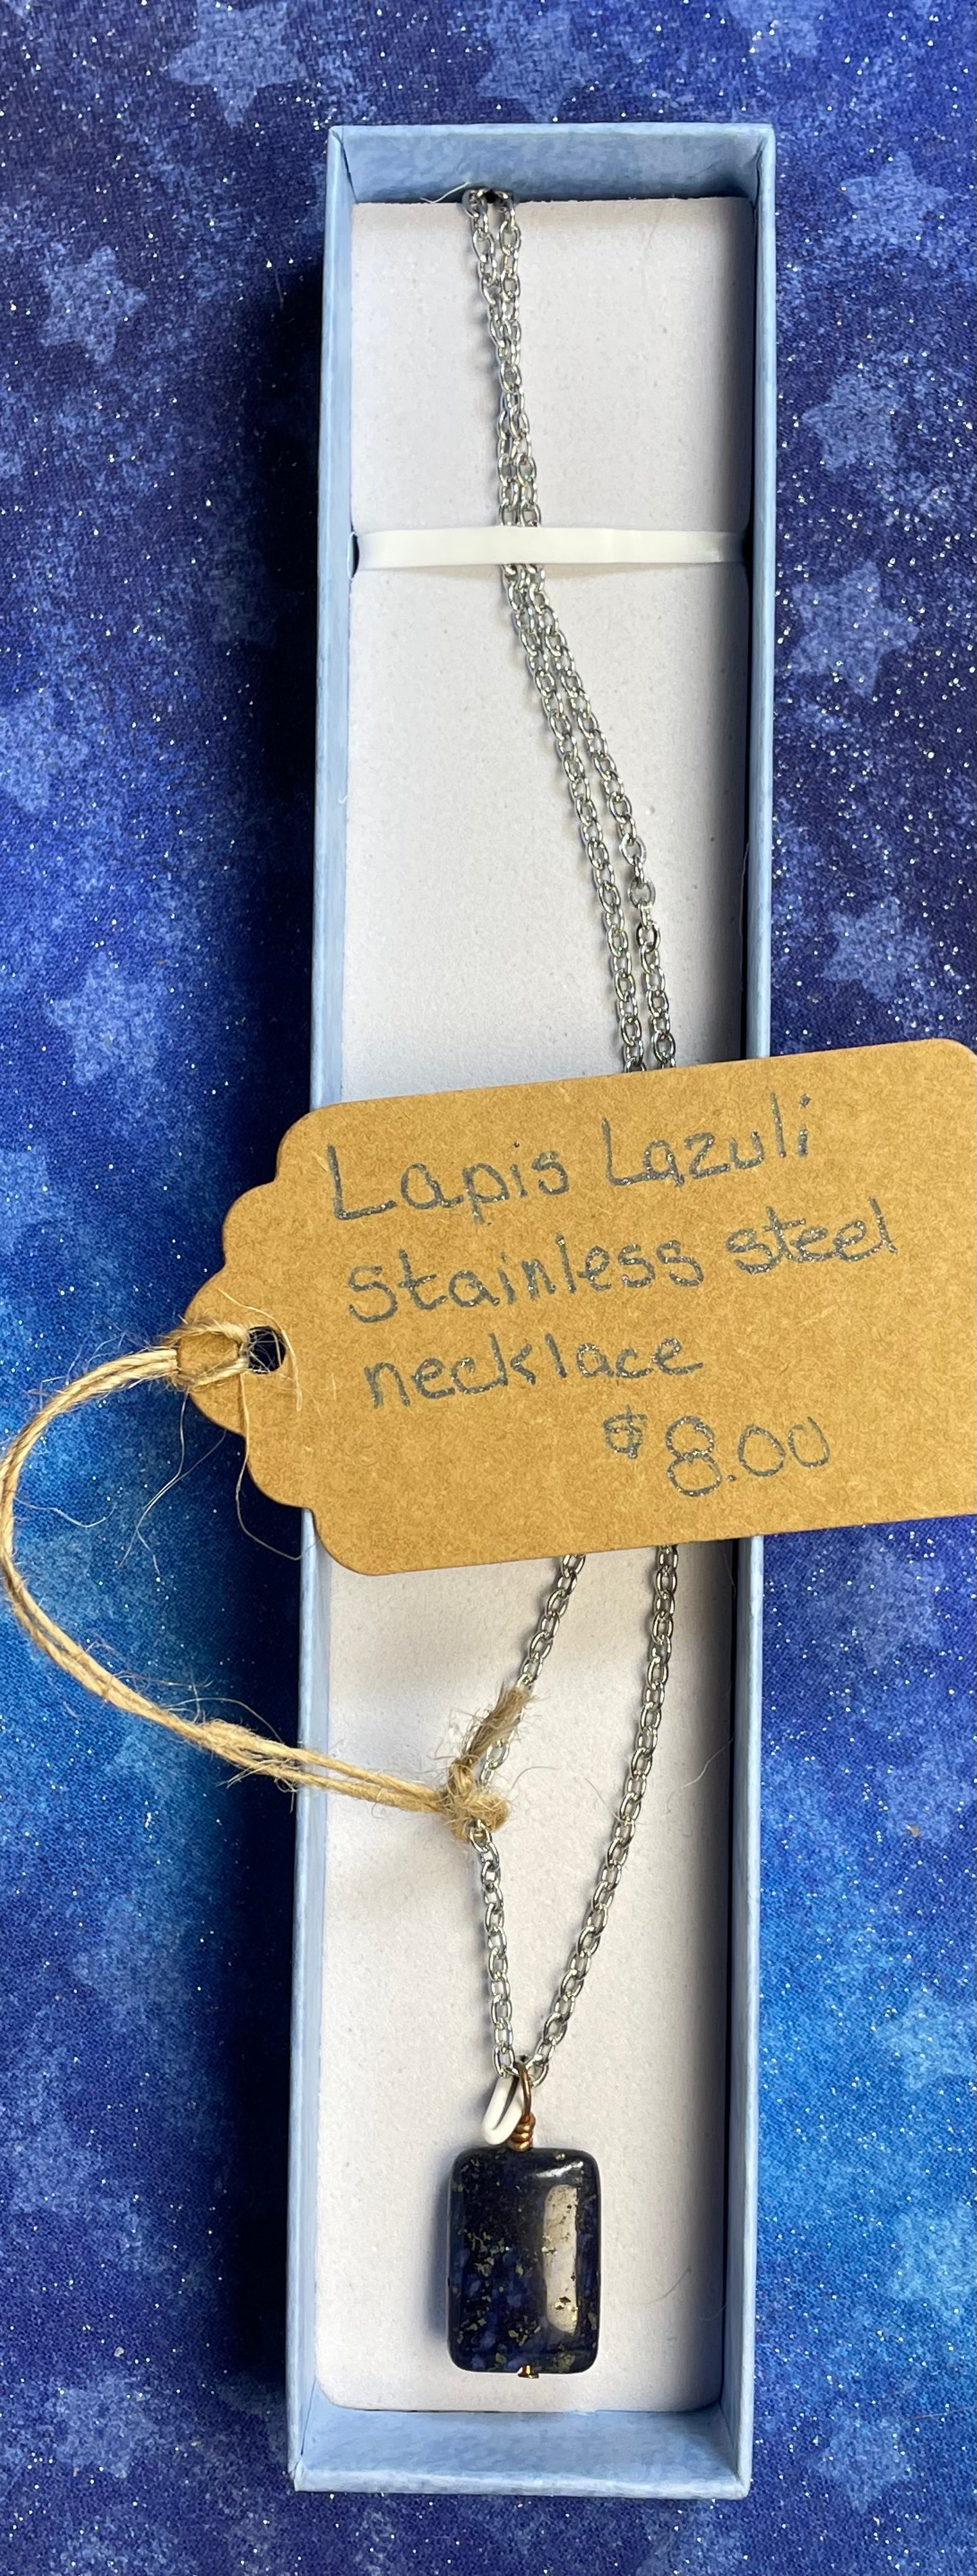 Lapis Lazuli
Stainless steel
necklace
$8.00